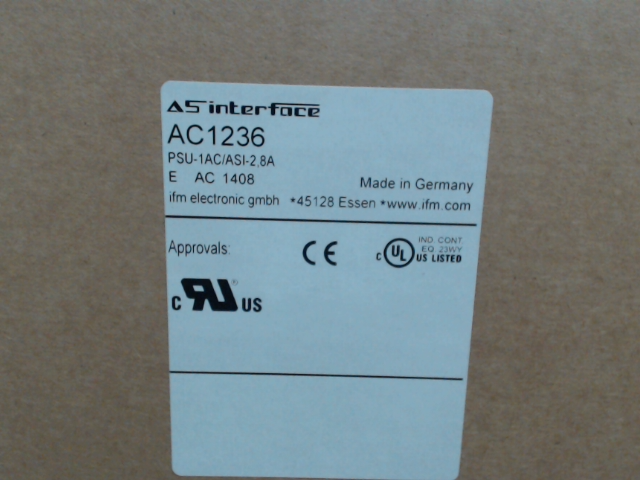 AS interface
AC1236
PSU-1AC/ASI-2,8A
E AC 1408 Made in Germany
ifm electronic gmbh *45128 Essen *www.ifm.com
Approvals: CE C UL US LISTED IND. CONT EQ. 23WY
C RU ® US